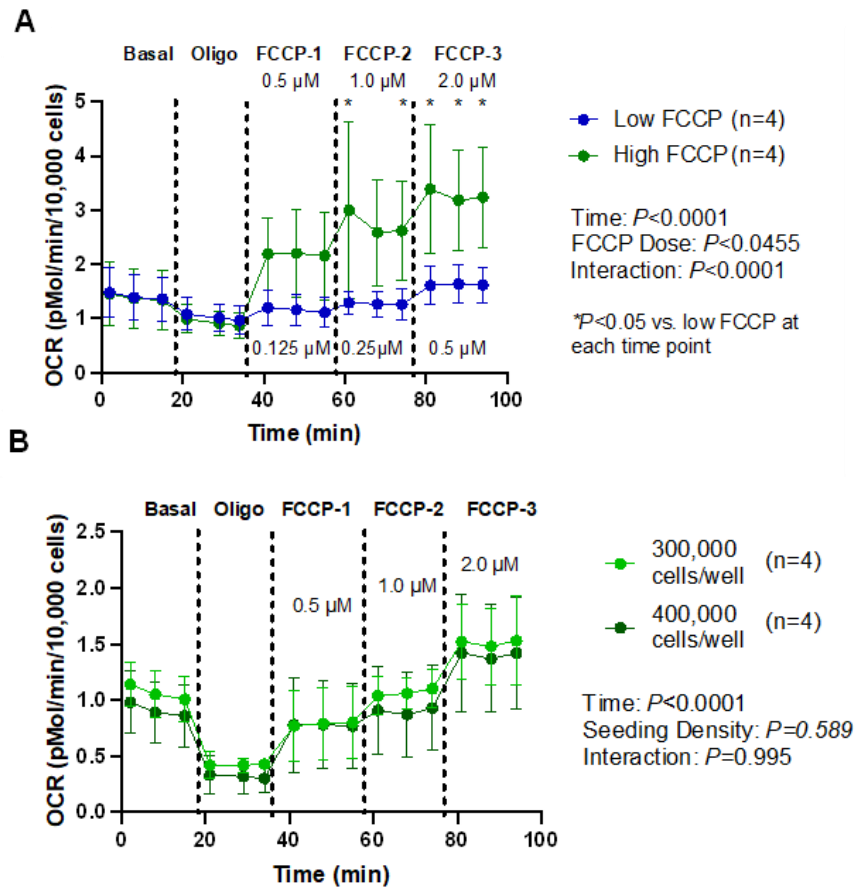 A
Basal Oligo FCCP-1 FCCP-2 FCCP-3
0.5 µM 1.0 µM 2.0 µM
* * * * *
5
4
3
2
1
0
OCR (pMol/min/10,000 cells)
0.125 µM 0.25 µM 0.5 µM
0 20 40 60 80 100
Time (min)
Low FCCP (n=4)
High FCCP (n=4)
Time: P<0.0001
FCCP Dose: P<0.0455
Interaction: P<0.0001
*P<0.05 vs. low FCCP at
each time point
B
Basal Oligo FCCP-1 FCCP-2 FCCP-3
0.5 µM 1.0 µM 2.0 µM
2.5
2.0
1.5
1.0
0.5
0.0
OCR (pMol/min/10,000 cells)
0 20 40 60 80 100
Time (min)
300,000
cells/well (n=4)
400,000
cells/well (n=4)
Time: P<0.0001
Seeding Density: P=0.589
Interaction: P=0.995